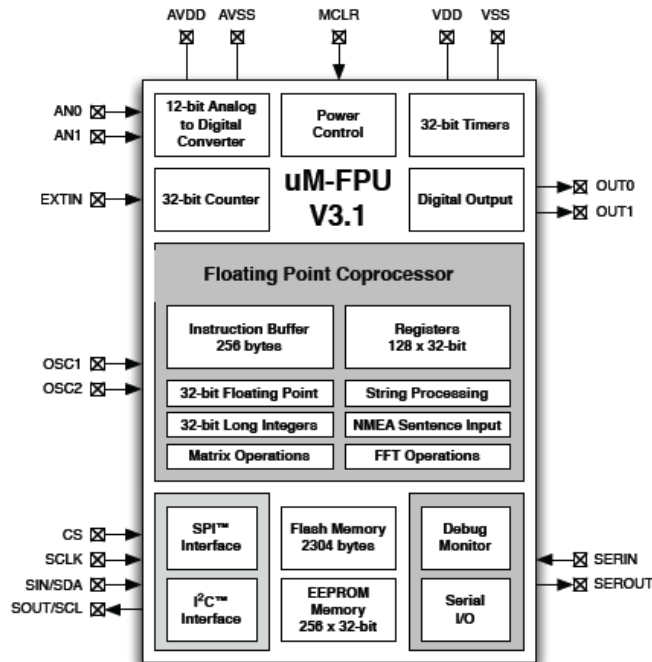 AVDD AVSS MCLR VDD VSS
AN0
AN1
12-bit Analog
to Digital
Converter
Power
Control
32-bit Timers
EXTIN
32-bit Counter
uM-FPU
V3.1
Digital Output
OUT0
OUT1
Floating Point Coprocessor
Instruction Buffer
256 bytes
Registers
128 x 32-bit
OSC1
OSC2
32-bit Floating Point
String Processing
32-bit Long Integers
NMEA Sentence Input
Matrix Operations
FFT Operations
CS
SCLK
SIN/SDA
SOUT/SCL
SPI™
Interface
Flash Memory
2304 bytes
Debug
Monitor
I²C™
Interface
EEPROM
Memory
256 x 32-bit
Serial
I/O
SERIN
SEROUT